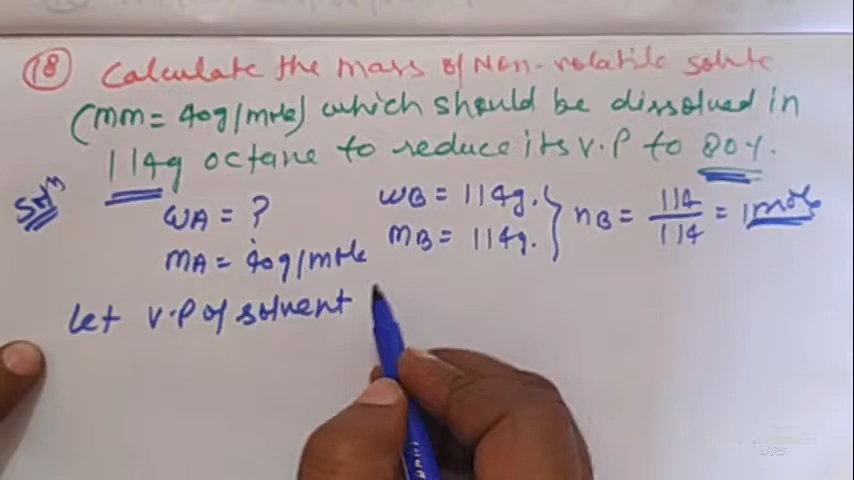 (18) Calculate the mass of Non-volatile solute
(MM = 40g/mole) which should be dissolved in
114g octane to reduce its V.P to 80%.
Soln
WA = ?
MA = 40g/mole
WB = 114g.
MB = 114g.
nB = 114/114 = 1mole
Let V.P of solvent